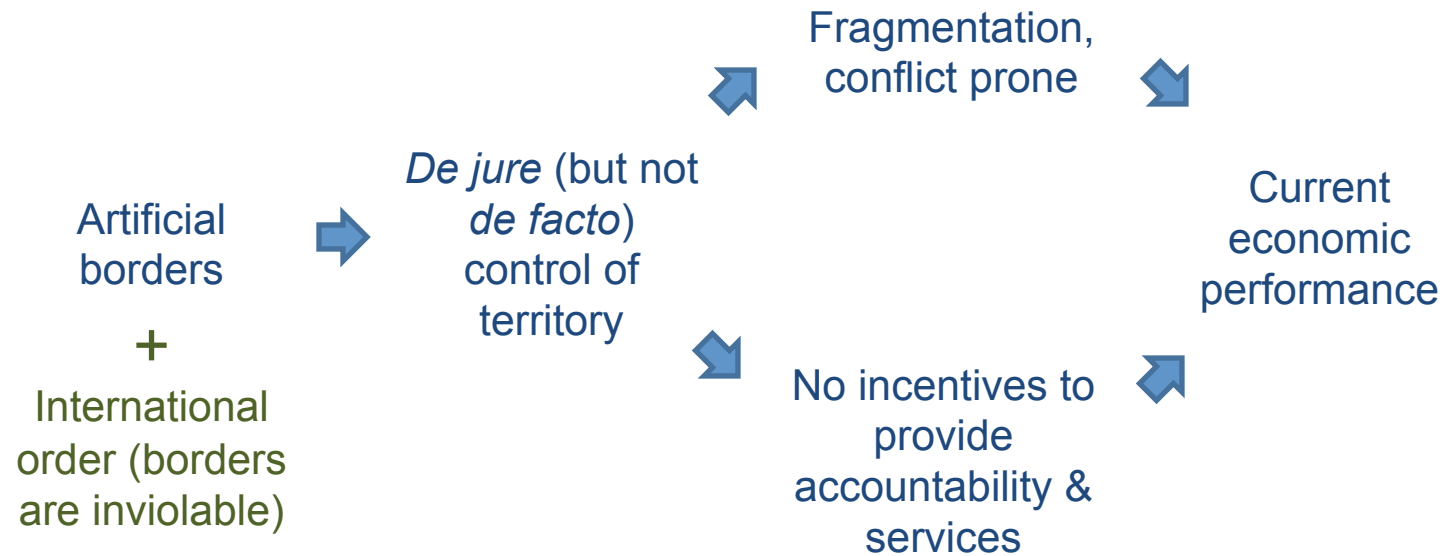 Artificial
borders
+
International
order (borders
are inviolable)
De jure (but not
de facto)
control of
territory
Fragmentation,
conflict prone
No incentives to
provide
accountability &
services
Current
economic
performance